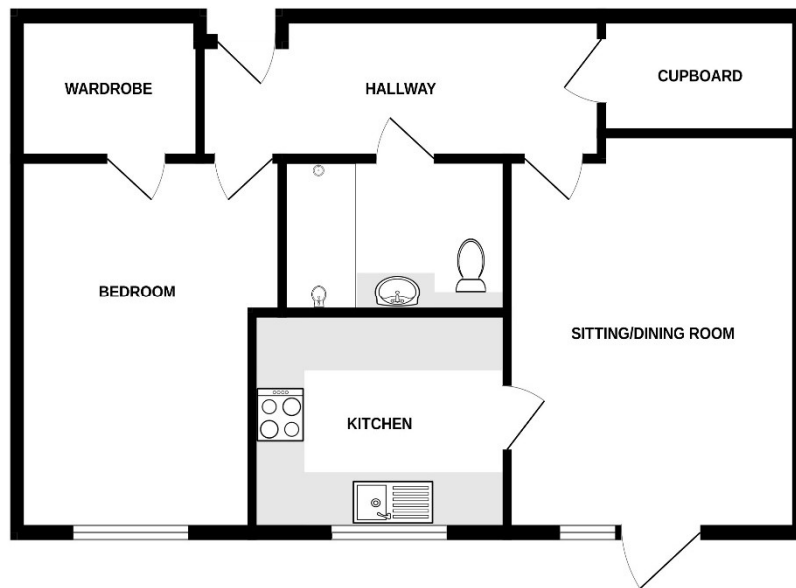 WARDROBE
HALLWAY
CUPBOARD
BEDROOM
SITTING/DINING ROOM
KITCHEN